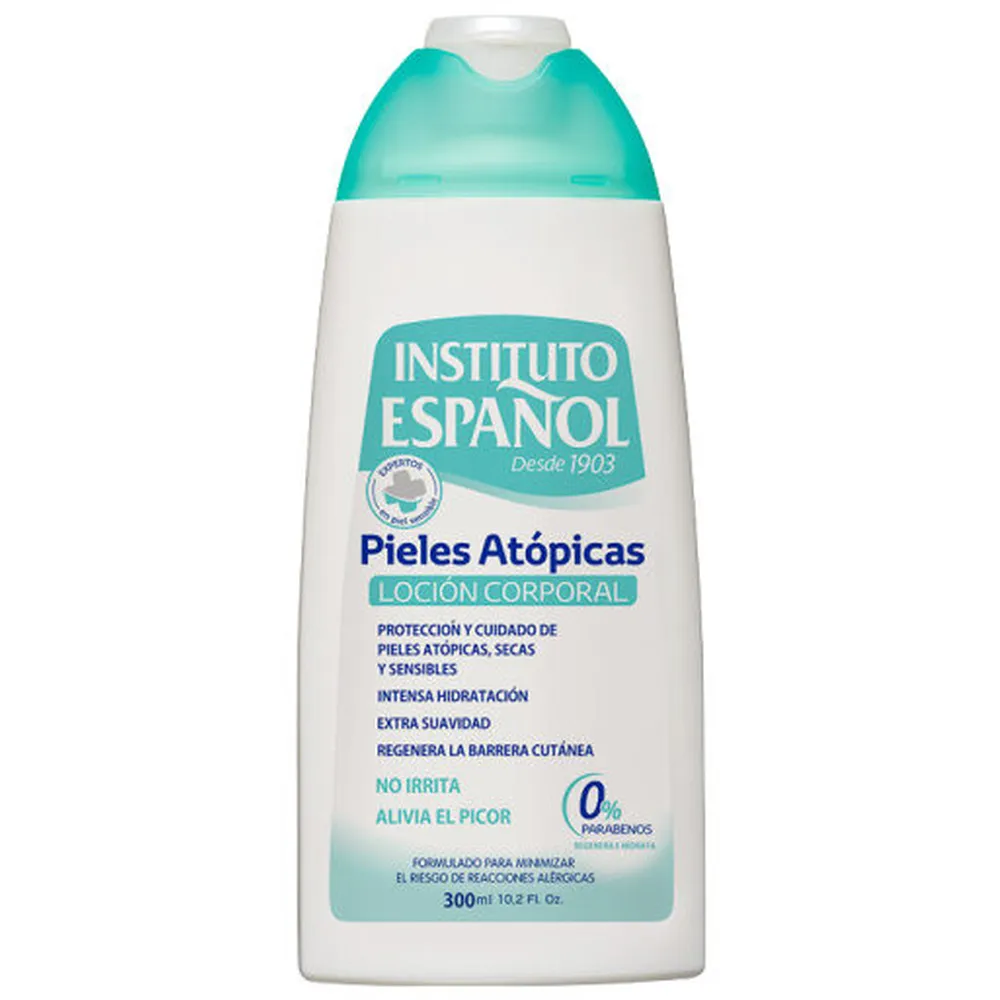 INSTITUTO
ESPAÑOL
Desde 1903
EXPERTOS
en piel sensible
Pieles Atópicas
LOCIÓN CORPORAL
PROTECCIÓN Y CUIDADO DE
PIELES ATÓPICAS, SECAS
Y SENSIBLES
INTENSA HIDRATACIÓN
EXTRA SUAVIDAD
REGENERA LA BARRERA CUTÁNEA
NO IRRITA
ALIVIA EL PICOR
0%
PARABENOS
REGENERA E HIDRATA
FORMULADO PARA MINIMIZAR
EL RIESGO DE REACCIONES ALÉRGICAS
300ml 10,2 Fl. Oz.